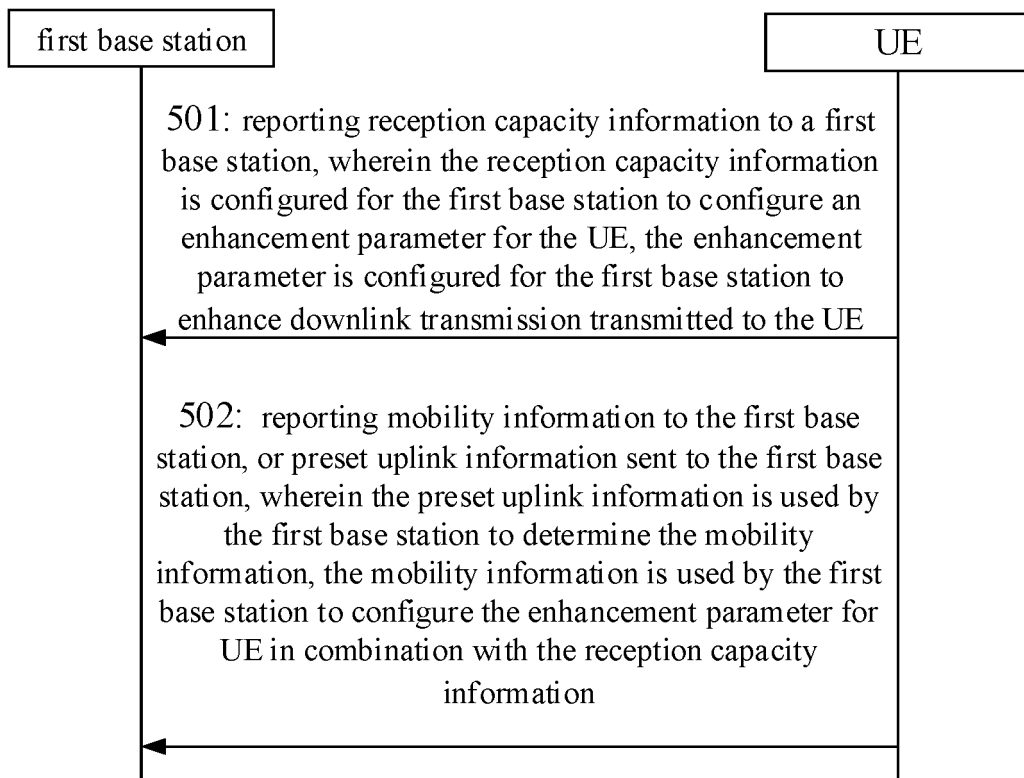 first base station
UE
501: reporting reception capacity information to a first
base station, wherein the reception capacity information
is configured for the first base station to configure an
enhancement parameter for the UE, the enhancement
parameter is configured for the first base station to
enhance downlink transmission transmitted to the UE
502: reporting mobility information to the first base
station, or preset uplink information sent to the first base
station, wherein the preset uplink information is used by
the first base station to determine the mobility
information, the mobility information is used by the first
base station to configure the enhancement parameter for
UE in combination with the reception capacity
information